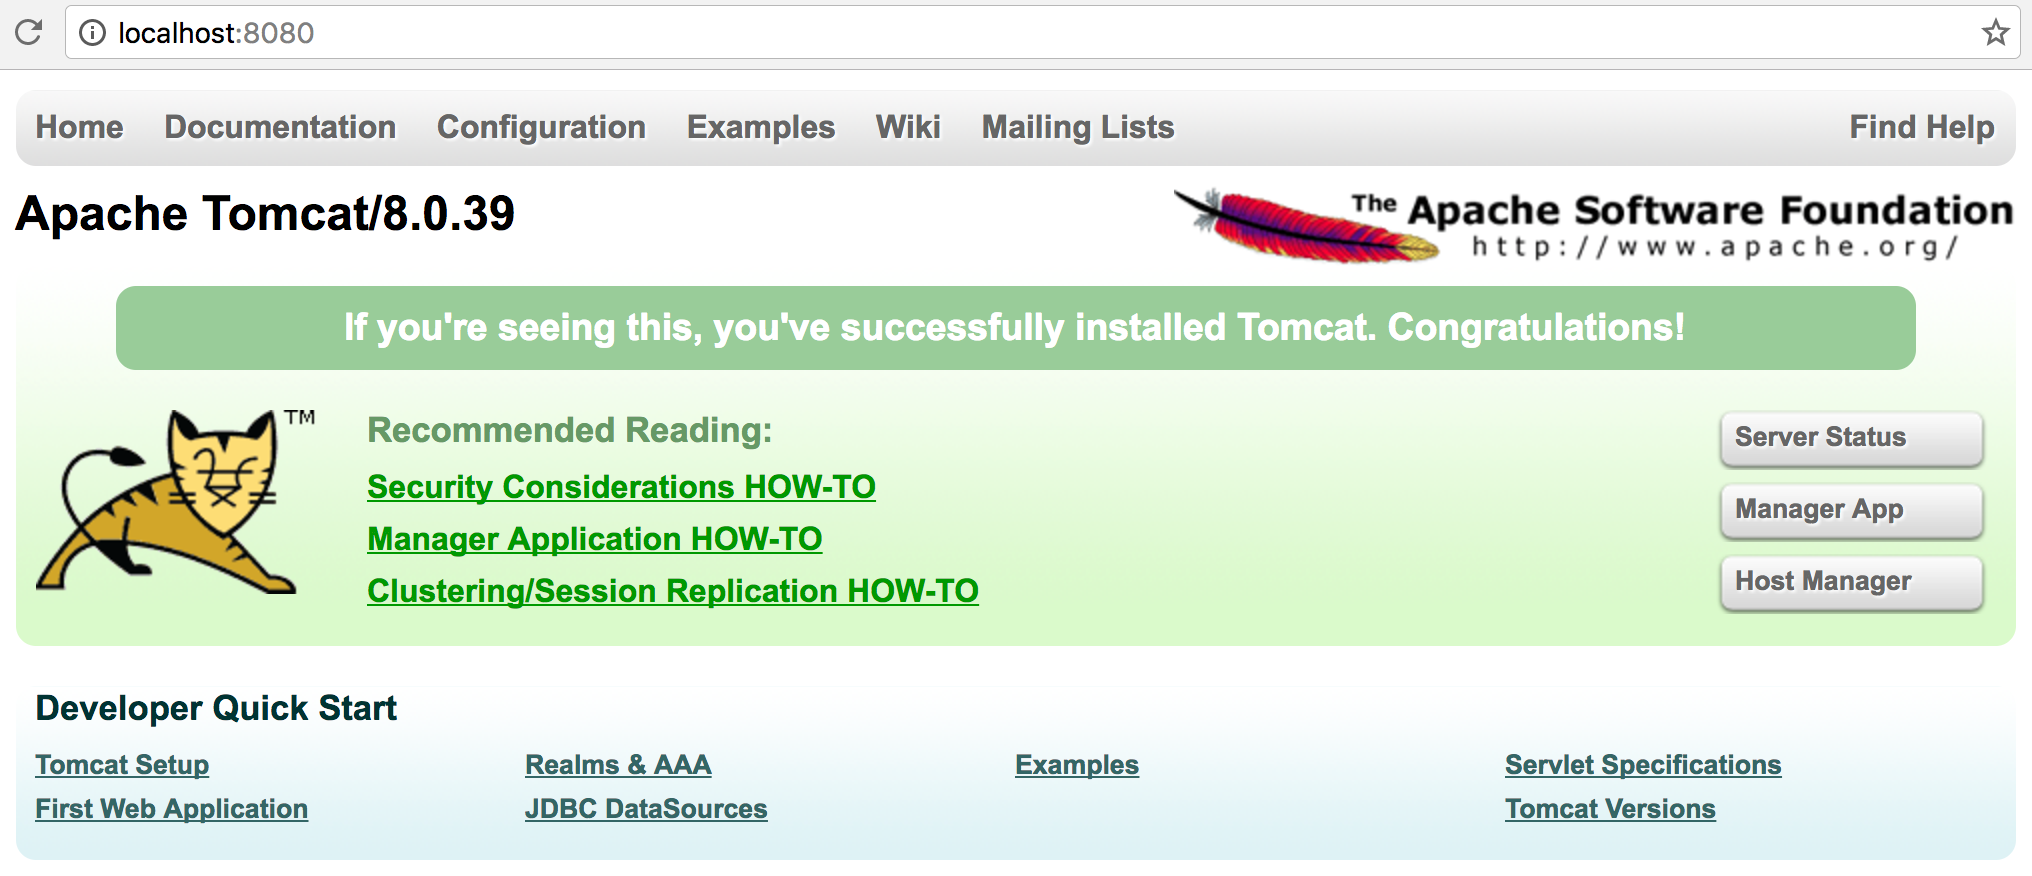 localhost:8080
Home Documentation Configuration Examples Wiki Mailing Lists Find Help
Apache Tomcat/8.0.39
The Apache Software Foundation
http://www.apache.org/
If you're seeing this, you've successfully installed Tomcat. Congratulations!
TM
Recommended Reading:
Security Considerations HOW-TO
Manager Application HOW-TO
Clustering/Session Replication HOW-TO
Server Status
Manager App
Host Manager
Developer Quick Start
Tomcat Setup
First Web Application
Realms & AAA
JDBC DataSources
Examples
Servlet Specifications
Tomcat Versions